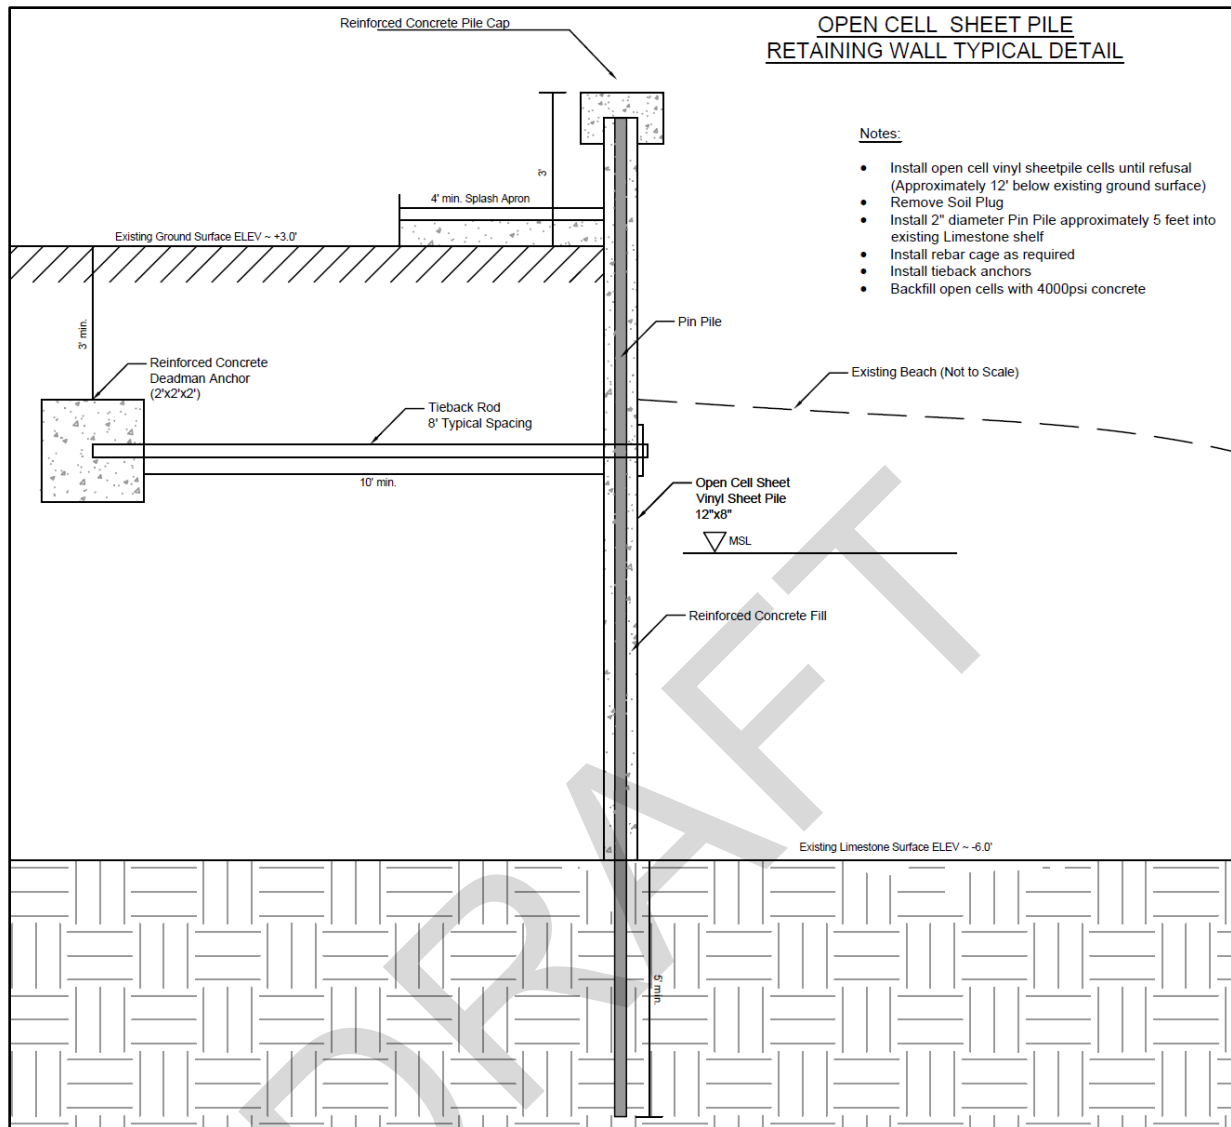 OPEN CELL SHEET PILE
RETAINING WALL TYPICAL DETAIL
Reinforced Concrete Pile Cap
Notes:
• Install open cell vinyl sheetpile cells until refusal
(Approximately 12' below existing ground surface)
• Remove Soil Plug
• Install 2" diameter Pin Pile approximately 5 feet into
existing Limestone shelf
• Install rebar cage as required
• Install tieback anchors
• Backfill open cells with 4000psi concrete
3'
4' min. Splash Apron
Existing Ground Surface ELEV ~ +3.0'
3' min.
Pin Pile
Reinforced Concrete
Deadman Anchor
(2'x2'x2')
Existing Beach (Not to Scale)
Tieback Rod
8' Typical Spacing
10' min.
Open Cell Sheet
Vinyl Sheet Pile
12"x8"
MSL
Reinforced Concrete Fill
Existing Limestone Surface ELEV ~ -6.0'
5' min.
DRAFT